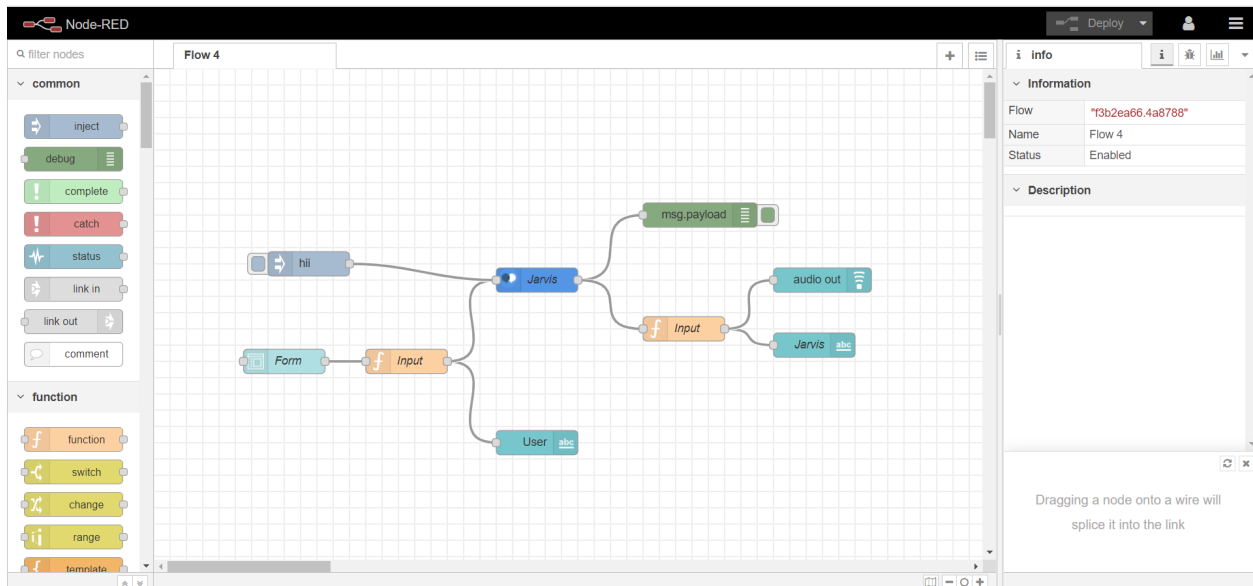 Node-RED
Deploy
filter nodes
Flow 4
info
common
inject
debug
complete
catch
status
link in
link out
comment
function
function
switch
change
range
template
hii
Form
Input
Jarvis
User
msg.payload
Input
audio out
Jarvis
abc
abc
Information
Flow "f3b2ea66.4a8788"
Name Flow 4
Status Enabled
Description
Dragging a node onto a wire will
splice it into the link